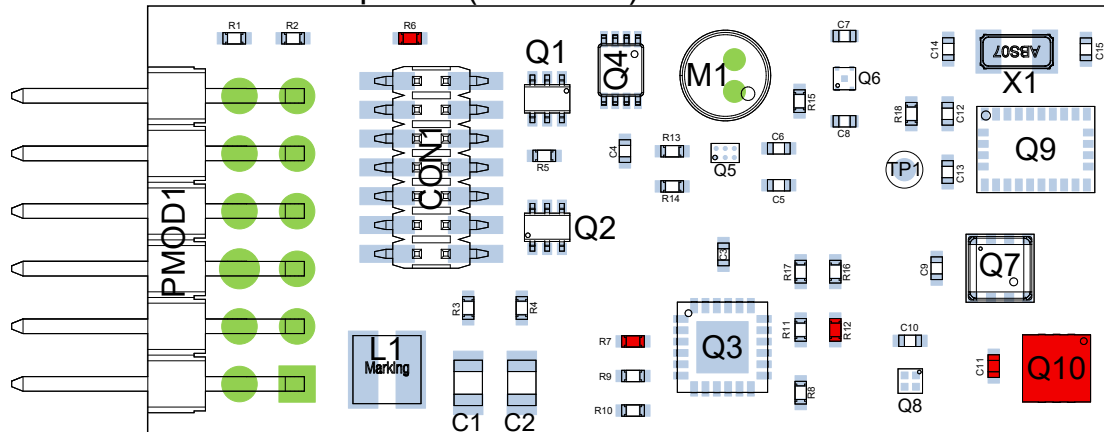 R1
R2
R6
Q1
Q4
M1
R15
C7
Q6
C8
C14
ABS07
X1
C15
PMOD1
CON1
R5
C4
R13
R14
Q5
C6
C5
R18
C12
TP1
C13
Q9
Q2
C3
R17
R16
C9
Q7
R3
R4
L1
Marking
C1
C2
R7
R9
R10
Q3
R11
R12
R8
C10
Q8
C11
Q10